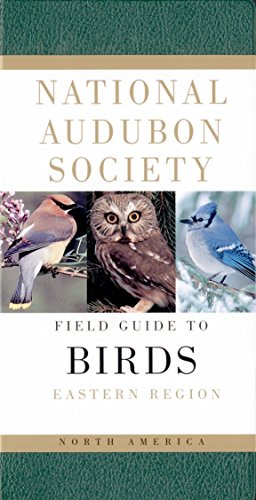 NATIONAL
AUDUBON
SOCIETY
FIELD GUIDE TO
BIRDS
EASTERN REGION
NORTH AMERICA